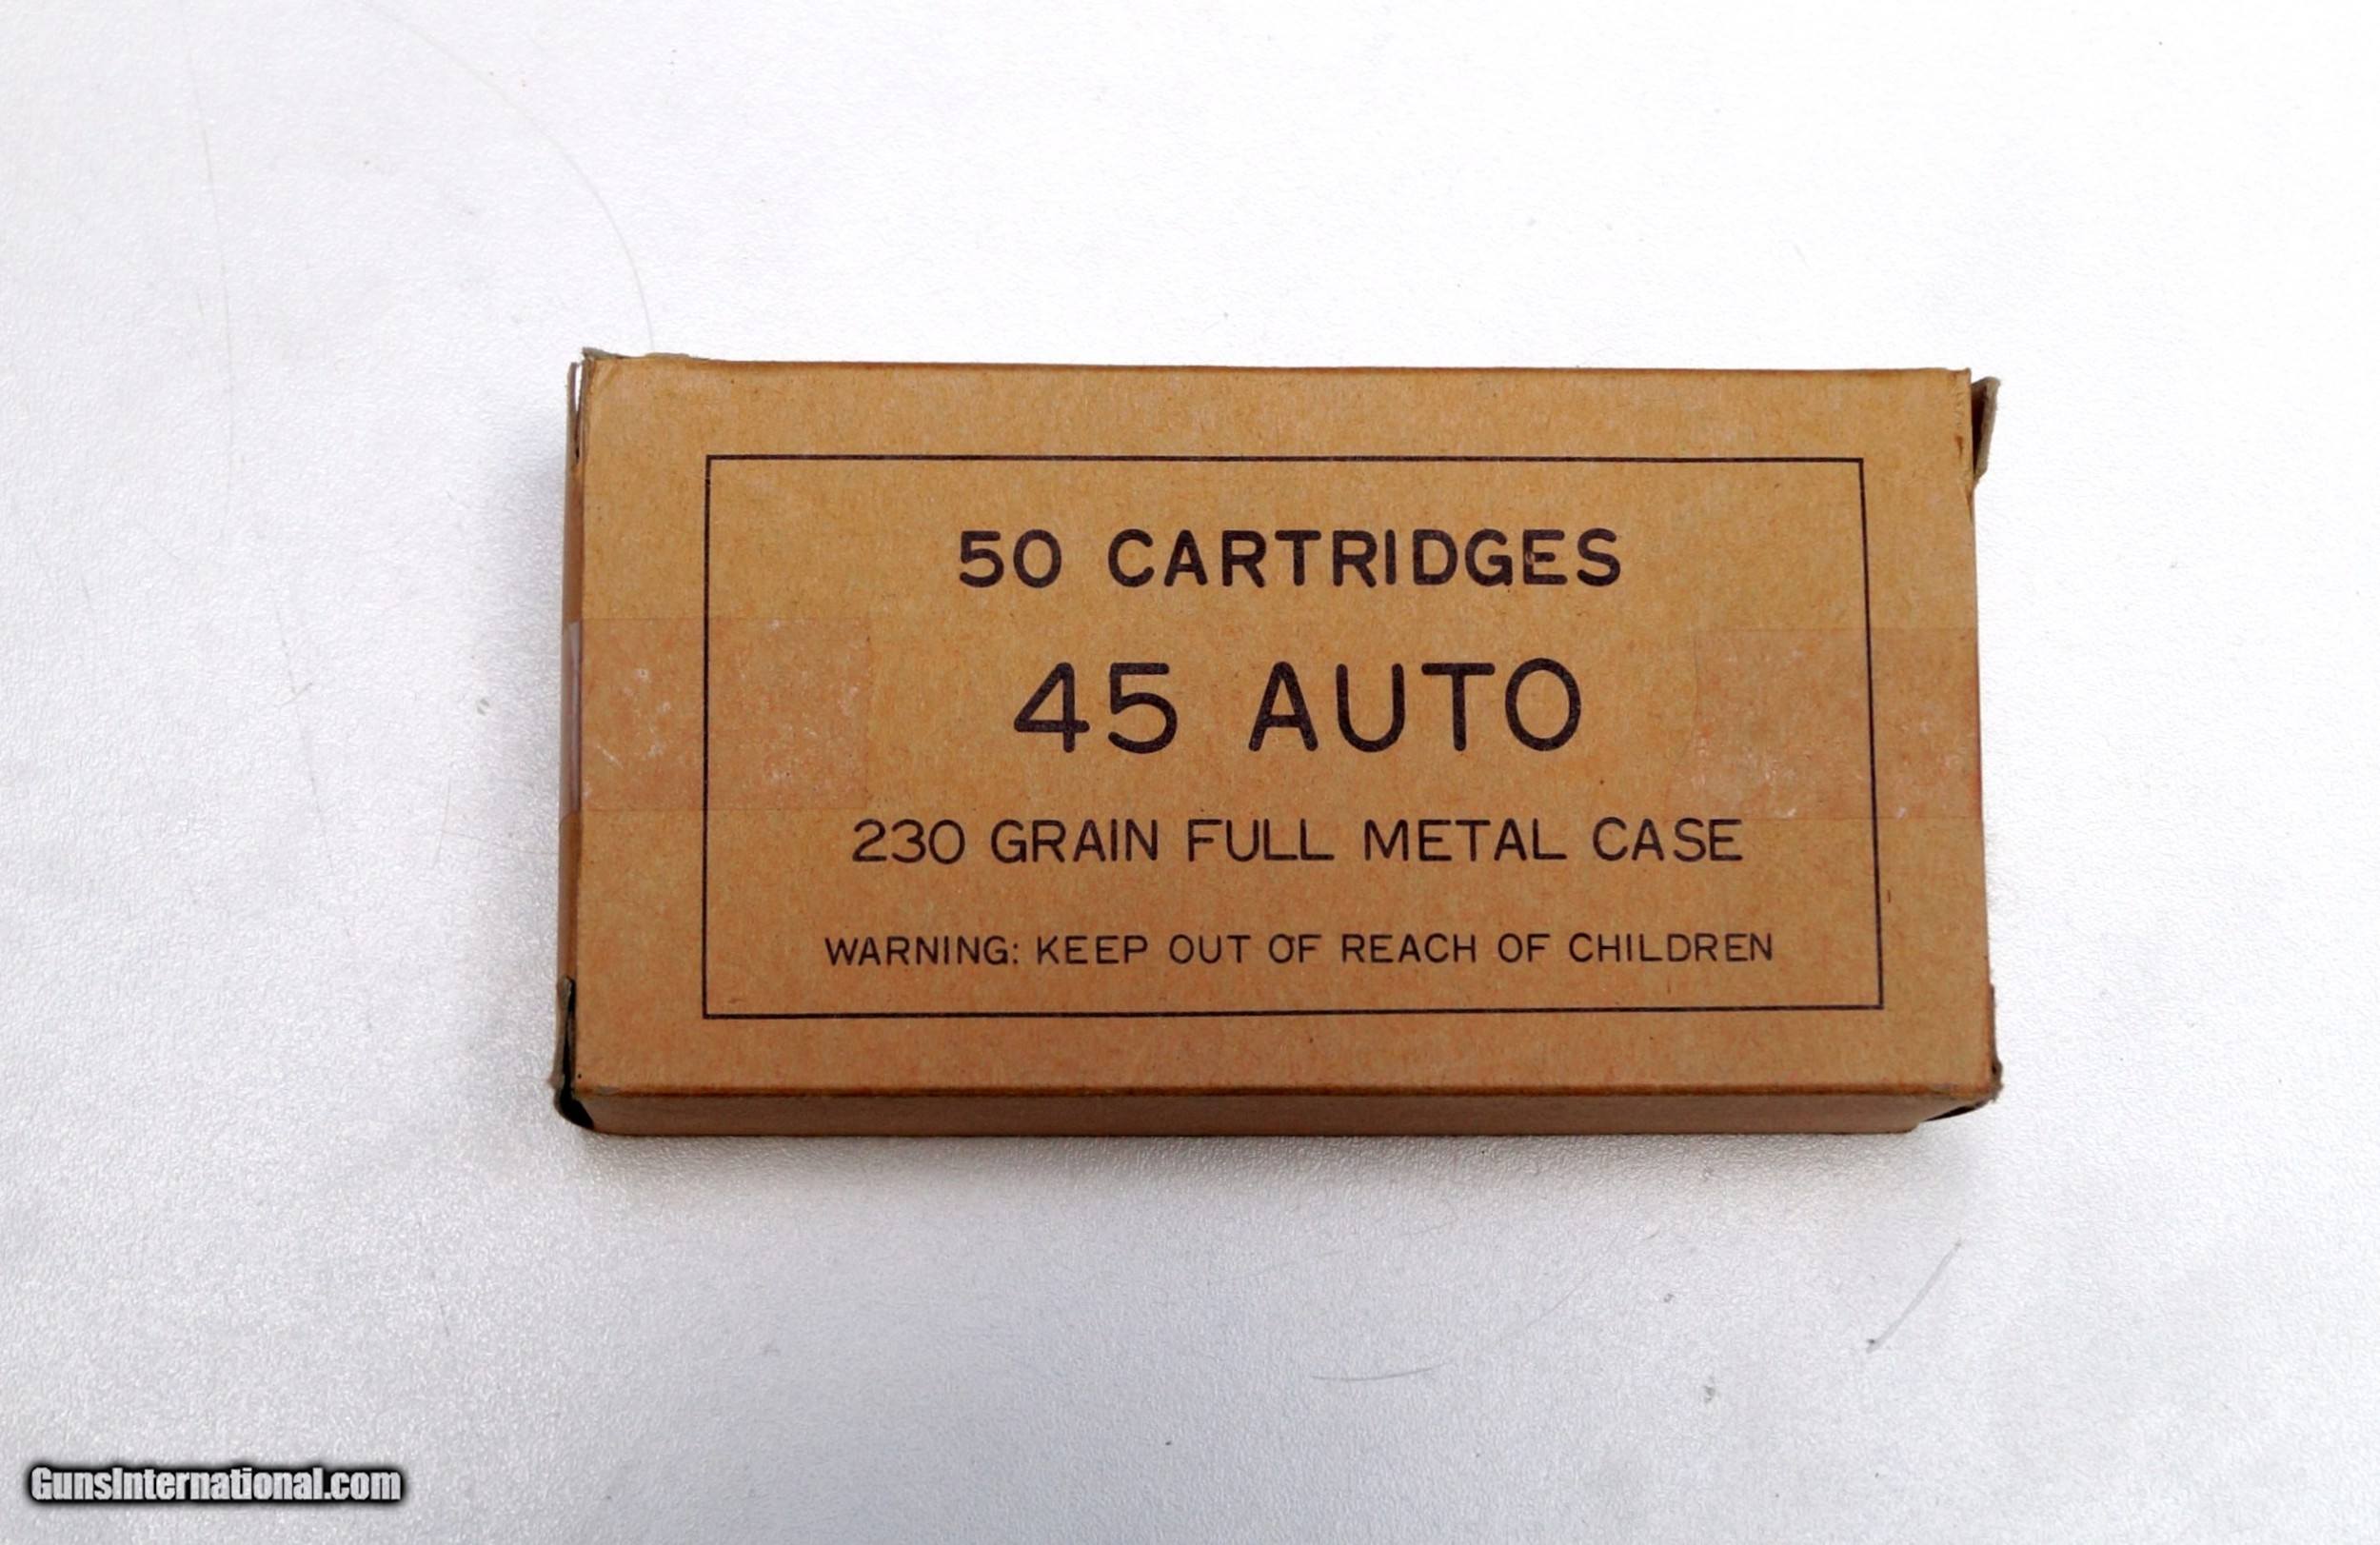 50 CARTRIDGES
45 AUTO
230 GRAIN FULL METAL CASE
WARNING: KEEP OUT OF REACH OF CHILDREN
GunsInternational.com